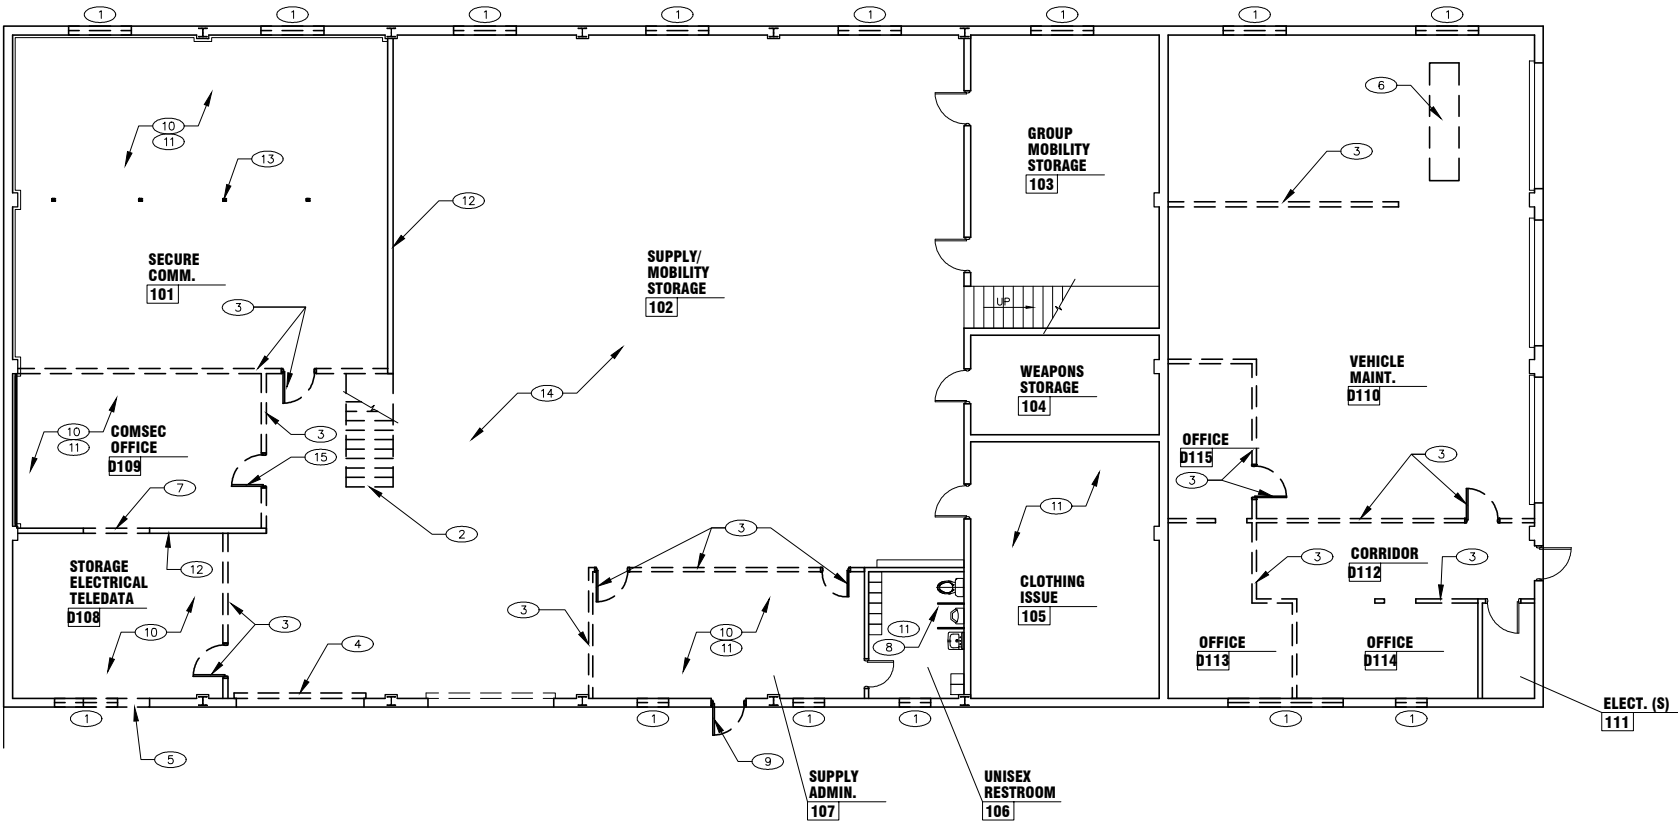 1 1 1 1 1 1 1 1
10
11
13
12
6
3
GROUP
MOBILITY
STORAGE
103
SECURE
COMM.
101
SUPPLY/
MOBILITY
STORAGE
102
3
UP
14
WEAPONS
STORAGE
104
VEHICLE
MAINT.
D110
10
11
COMSEC
OFFICE
D109
3
15
7
2
OFFICE
D115
3
3
11
12
STORAGE
ELECTRICAL
TELEDATA
D108
3
10
3
4
3
10
11
11
8
CLOTHING
ISSUE
105
3
CORRIDOR
D112
3
OFFICE
D113
OFFICE
D114
1
1
1
1
1
1
5
9
ELECT. (S)
111
SUPPLY
ADMIN.
107
UNISEX
RESTROOM
106